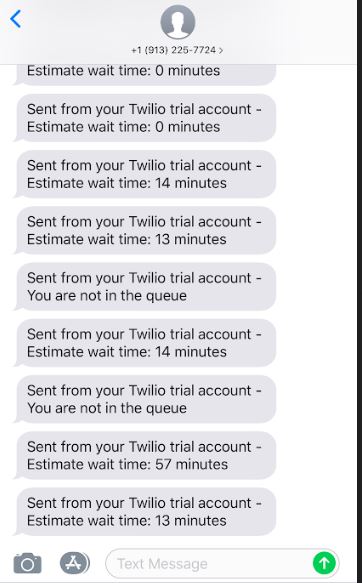 +1 (913) 225-7724 >
Estimate wait time: 0 minutes
Sent from your Twilio trial account -
Estimate wait time: 0 minutes
Sent from your Twilio trial account -
Estimate wait time: 14 minutes
Sent from your Twilio trial account -
Estimate wait time: 13 minutes
Sent from your Twilio trial account -
You are not in the queue
Sent from your Twilio trial account -
Estimate wait time: 14 minutes
Sent from your Twilio trial account -
You are not in the queue
Sent from your Twilio trial account -
Estimate wait time: 57 minutes
Sent from your Twilio trial account -
Estimate wait time: 13 minutes
Text Message